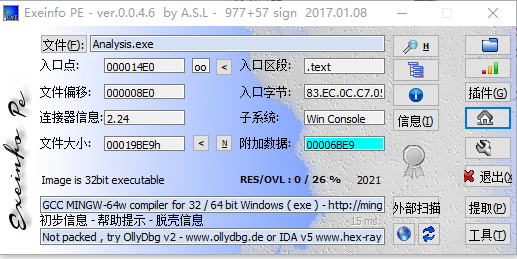 Exeinfo PE - ver.0.0.4.6 by A.S.L - 977+57 sign 2017.01.08
文件(F): Analysis.exe H
入口点: 000014E0 oo < 入口区段: .text
文件偏移: 000008E0 入口字节: 83.EC.0C.C7.05 插件(G)
连接器信息: 2.24 子系统: Win Console 信息(I)
文件大小: 00019BE9h < N 附加数据: 00006BE9
Image is 32bit executable RES/OVL : 0 / 26 % 2021 退出(X)
GCC MINGW-64w compiler for 32 / 64 bit Windows ( exe ) - http://ming 外部扫描 提取(P)
初步信息 - 帮助提示 - 脱壳信息 15 ms.
Not packed , try OllyDbg v2 - www.ollydbg.de or IDA v5 www.hex-ray 工具(T)
Exeinfo Pe